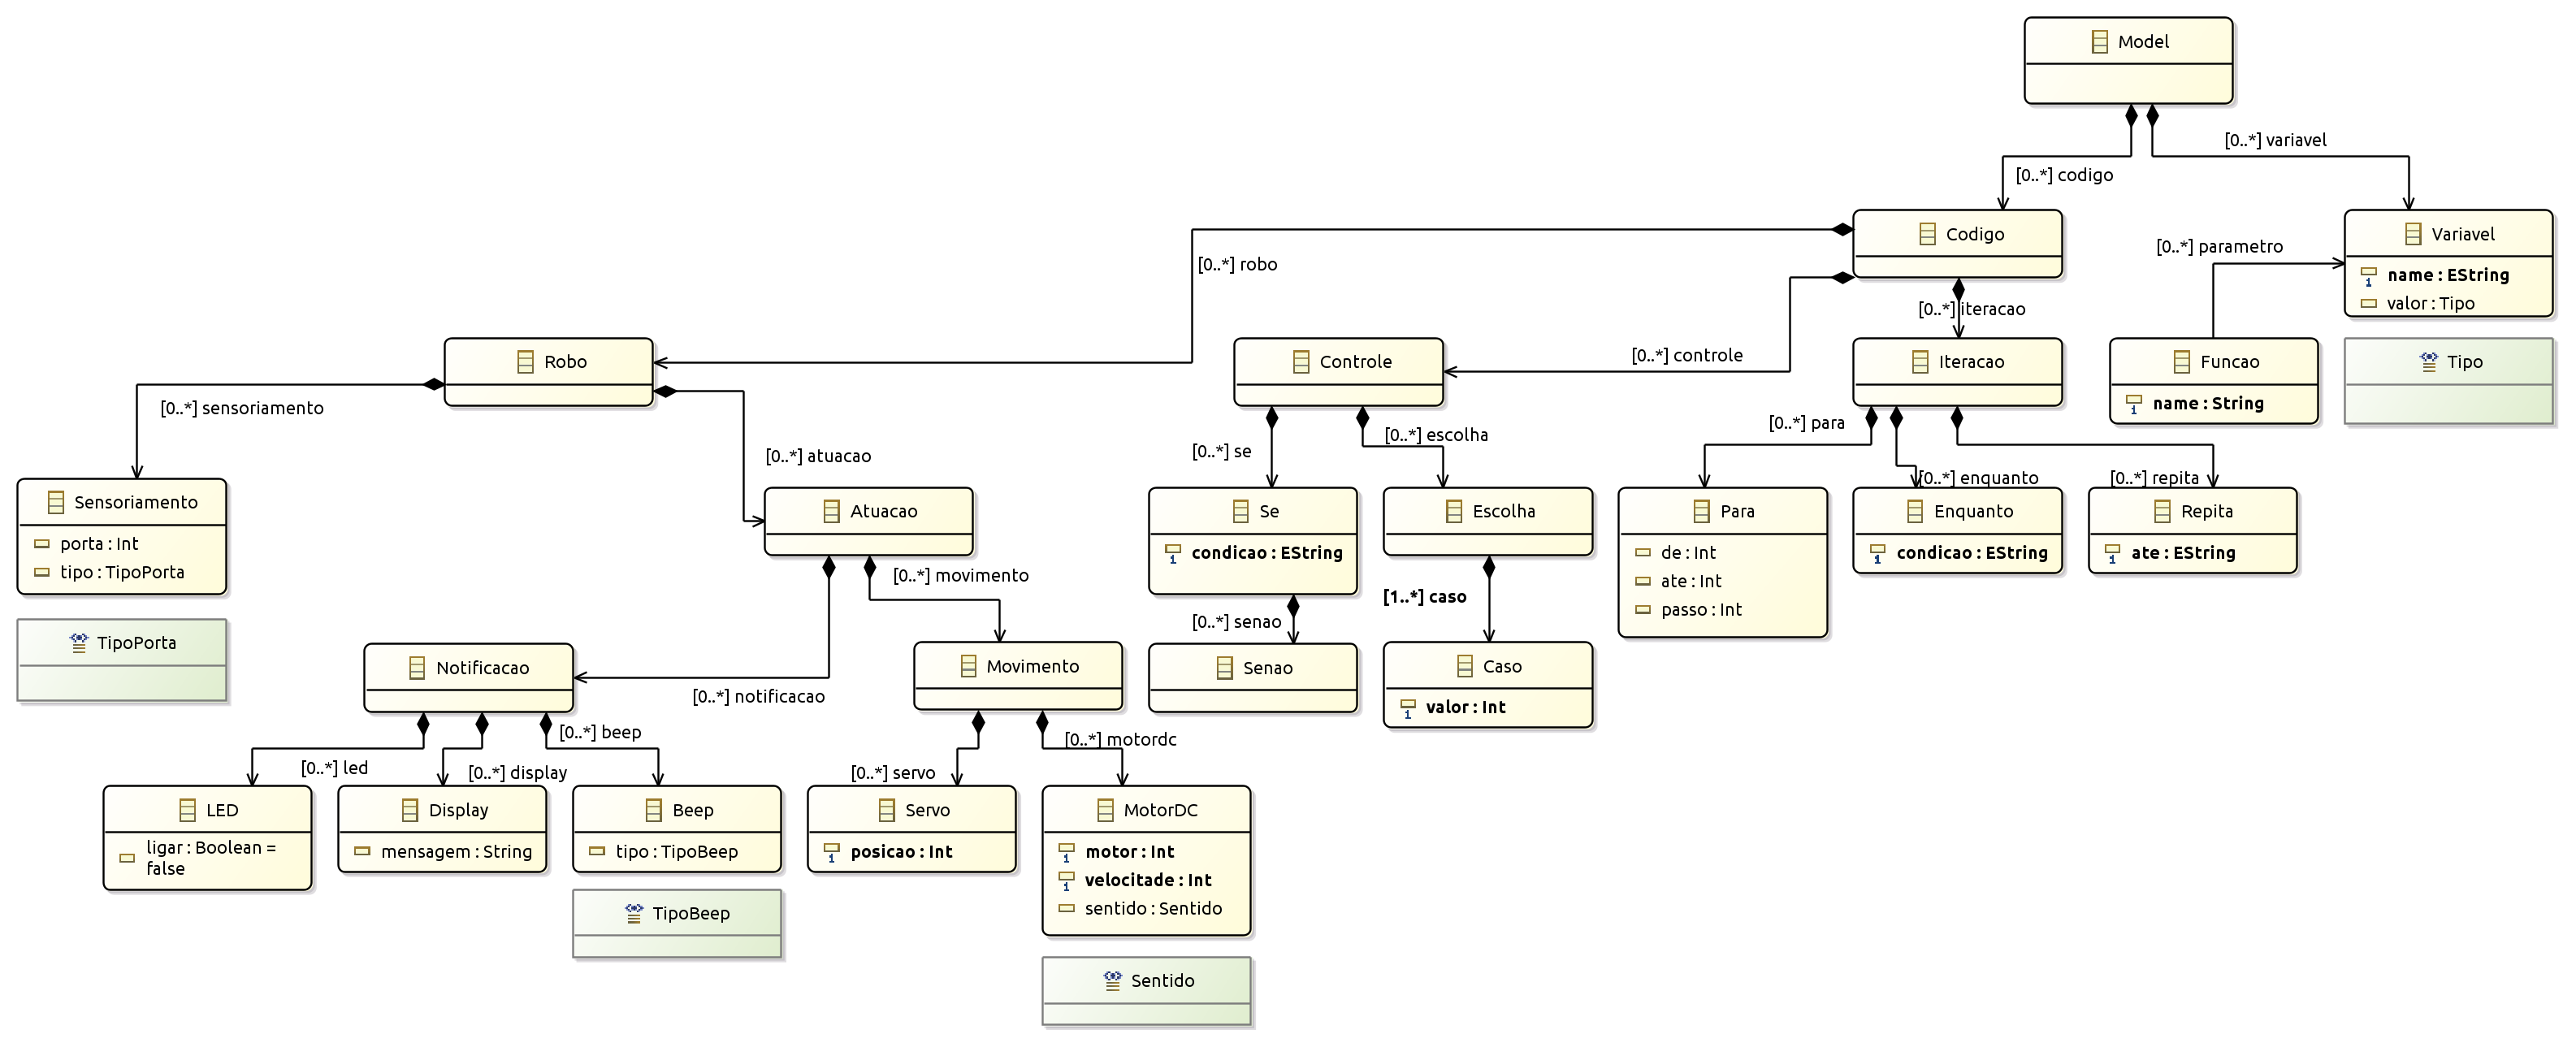 Model
[0..*] variavel
[0..*] codigo
Codigo
Variavel
name : EString
valor : Tipo
[0..*] parametro
[0..*] robo
[0..*] iteracao
Robo
Controle
[0..*] controle
Iteracao
Funcao
name : String
Tipo
[0..*] sensoriamento
[0..*] atuacao
[0..*] se
[0..*] escolha
[0..*] para
[0..*] enquanto
[0..*] repita
Sensoriamento
porta : Int
tipo : TipoPorta
Atuacao
Se
condicao : EString
Escolha
Para
de : Int
ate : Int
passo : Int
Enquanto
condicao : EString
Repita
ate : EString
[0..*] movimento
[1..*] caso
[0..*] senao
TipoPorta
Notificacao
[0..*] notificacao
Movimento
Senao
Caso
valor : Int
[0..*] beep
[0..*] motordc
[0..*] led
[0..*] display
[0..*] servo
LED
ligar : Boolean =
false
Display
mensagem : String
Beep
tipo : TipoBeep
Servo
posicao : Int
MotorDC
motor : Int
velocitade : Int
sentido : Sentido
TipoBeep
Sentido